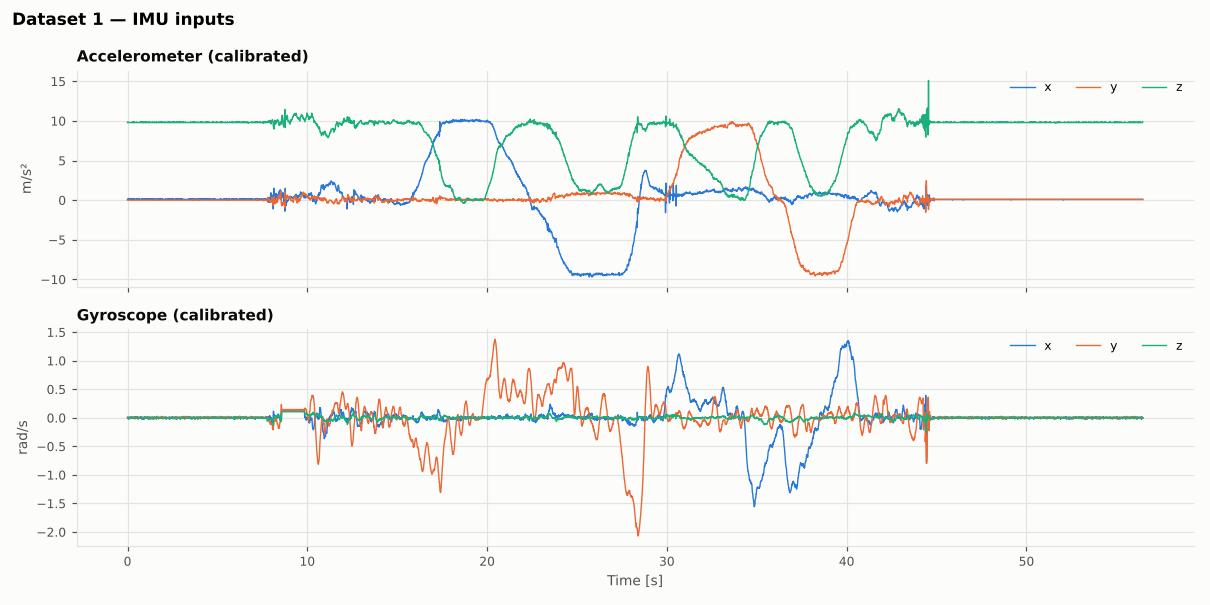 Dataset 1 — IMU inputs
Accelerometer (calibrated)
15
10
5
0
−5
−10
m/s²
x y z
Gyroscope (calibrated)
1.5
1.0
0.5
0.0
−0.5
−1.0
−1.5
−2.0
rad/s
x y z
0 10 20 30 40 50
Time [s]